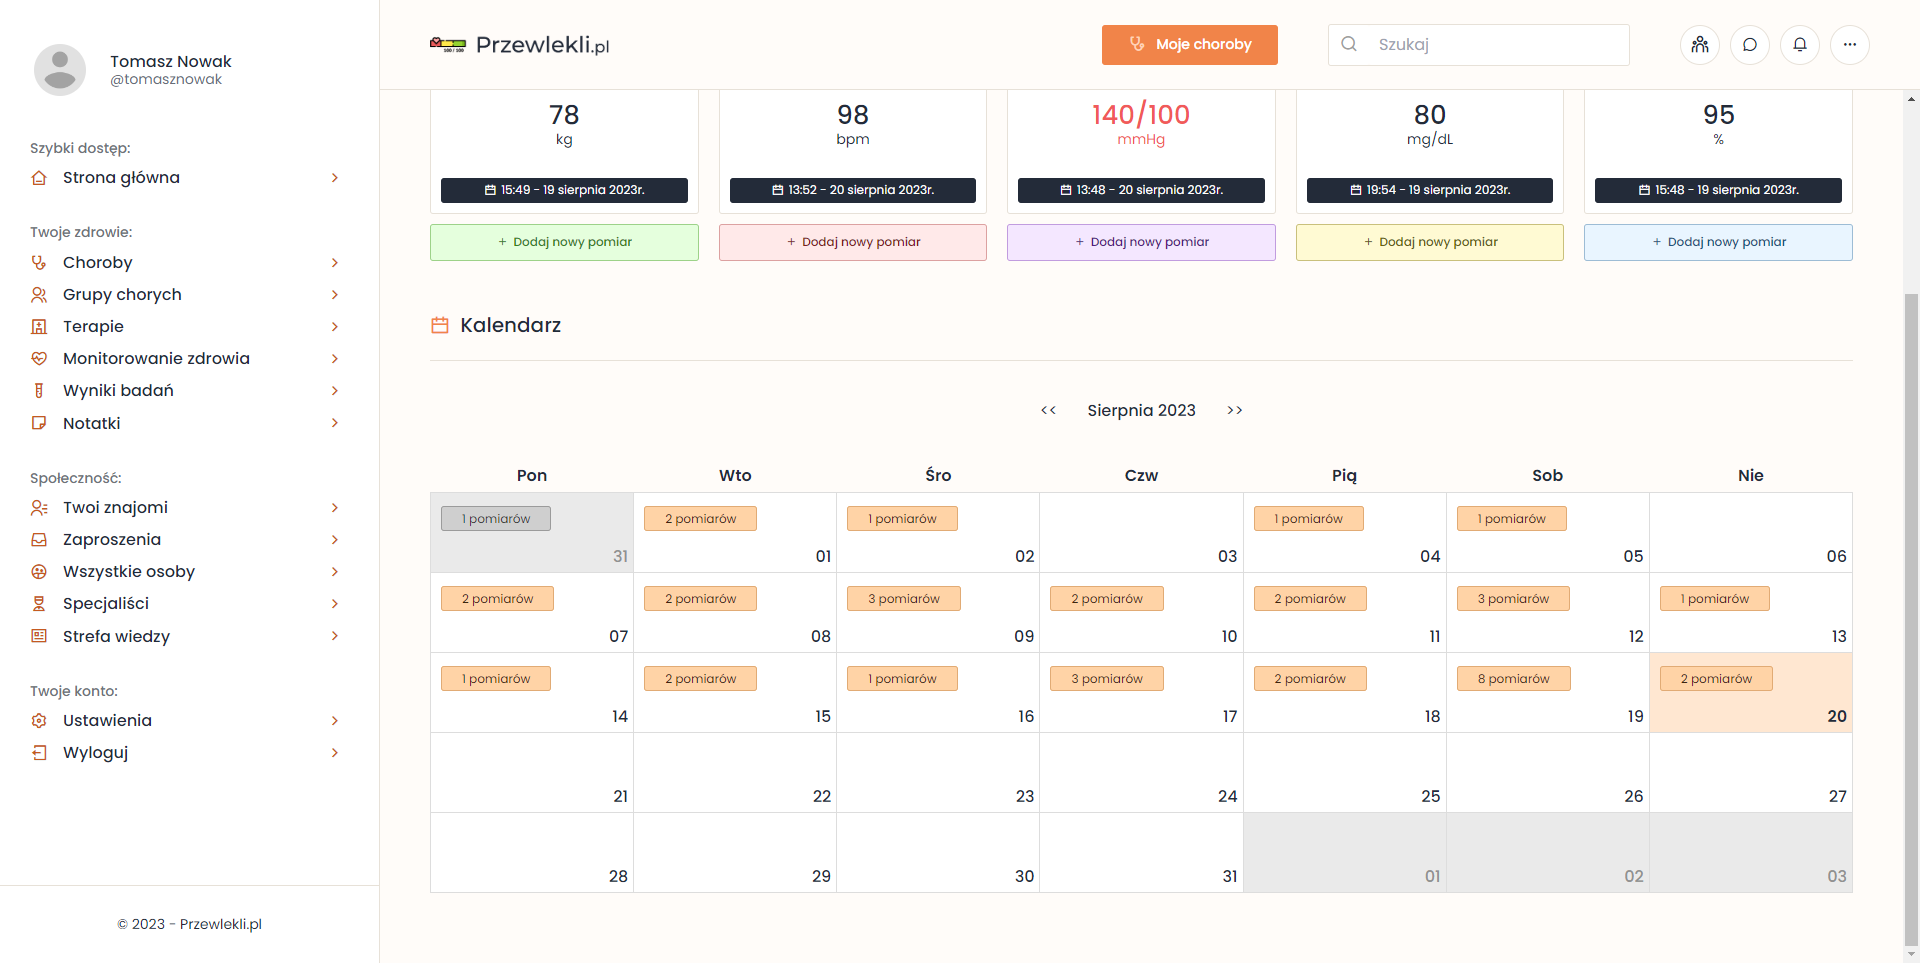 Tomasz Nowak
@tomasznowak
Szybki dostęp:
Strona główna
Twoje zdrowie:
Choroby
Grupy chorych
Terapie
Monitorowanie zdrowia
Wyniki badań
Notatki
Społeczność:
Twoi znajomi
Zaproszenia
Wszystkie osoby
Specjaliści
Strefa wiedzy
Twoje konto:
Ustawienia
Wyloguj
© 2023 - Przewlekli.pl
100 / 100
Przewlekli.pl
Moje choroby
Szukaj
78 98 140/100 80 95
kg bpm mmHg mg/dL %
15:49 - 19 sierpnia 2023r. 13:52 - 20 sierpnia 2023r. 13:48 - 20 sierpnia 2023r. 19:54 - 19 sierpnia 2023r. 15:48 - 19 sierpnia 2023r.
+ Dodaj nowy pomiar + Dodaj nowy pomiar + Dodaj nowy pomiar + Dodaj nowy pomiar + Dodaj nowy pomiar
Kalendarz
<< Sierpnia 2023 >>
Pon Wto Śro Czw Pią Sob Nie
1 pomiarów 2 pomiarów 1 pomiarów 1 pomiarów 1 pomiarów
31 01 02 03 04 05 06
2 pomiarów 2 pomiarów 3 pomiarów 2 pomiarów 2 pomiarów 3 pomiarów 1 pomiarów
07 08 09 10 11 12 13
1 pomiarów 2 pomiarów 1 pomiarów 3 pomiarów 2 pomiarów 8 pomiarów 2 pomiarów
14 15 16 17 18 19 20
21 22 23 24 25 26 27
28 29 30 31 01 02 03